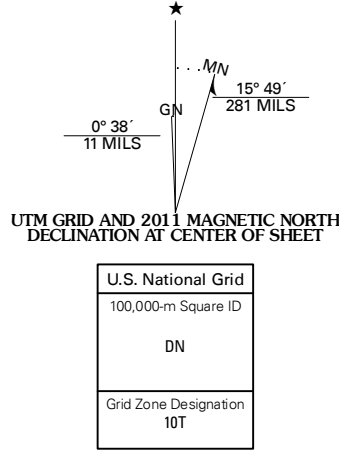 ★
MN
GN
15° 49´
281 MILS
0° 38´
11 MILS
UTM GRID AND 2011 MAGNETIC NORTH
DECLINATION AT CENTER OF SHEET
U.S. National Grid
100,000-m Square ID
DN
Grid Zone Designation
10T